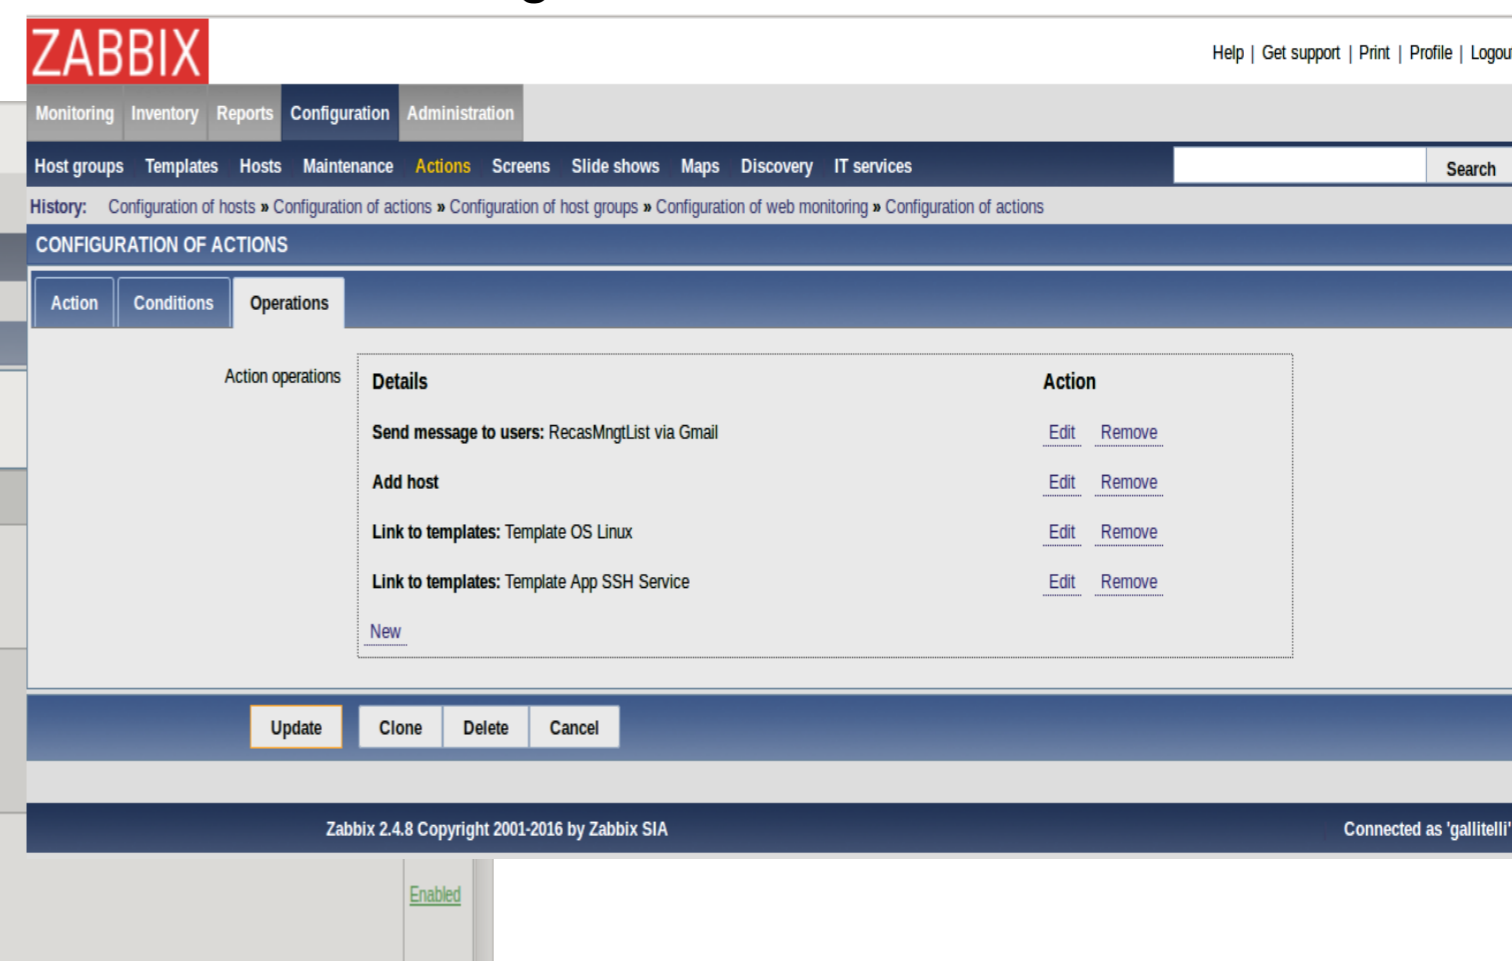 ZABBIX
Help | Get support | Print | Profile | Logout
Monitoring Inventory Reports Configuration Administration
Host groups Templates Hosts Maintenance Actions Screens Slide shows Maps Discovery IT services Search
History: Configuration of hosts » Configuration of actions » Configuration of host groups » Configuration of web monitoring » Configuration of actions
CONFIGURATION OF ACTIONS
Action Conditions Operations
Action operations Details Action
Send message to users: RecasMngtList via Gmail Edit Remove
Add host Edit Remove
Link to templates: Template OS Linux Edit Remove
Link to templates: Template App SSH Service Edit Remove
New
Update Clone Delete Cancel
Zabbix 2.4.8 Copyright 2001-2016 by Zabbix SIA Connected as 'gallitelli'
Enabled